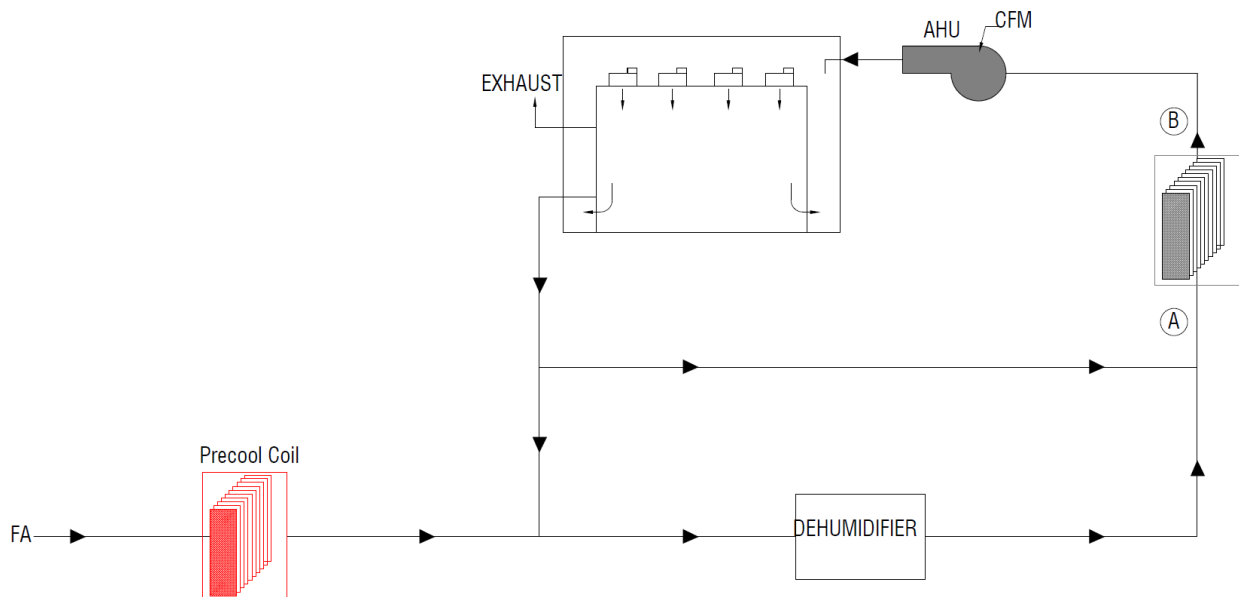 AHU
CFM
EXHAUST
B
A
Precool Coil
FA
DEHUMIDIFIER